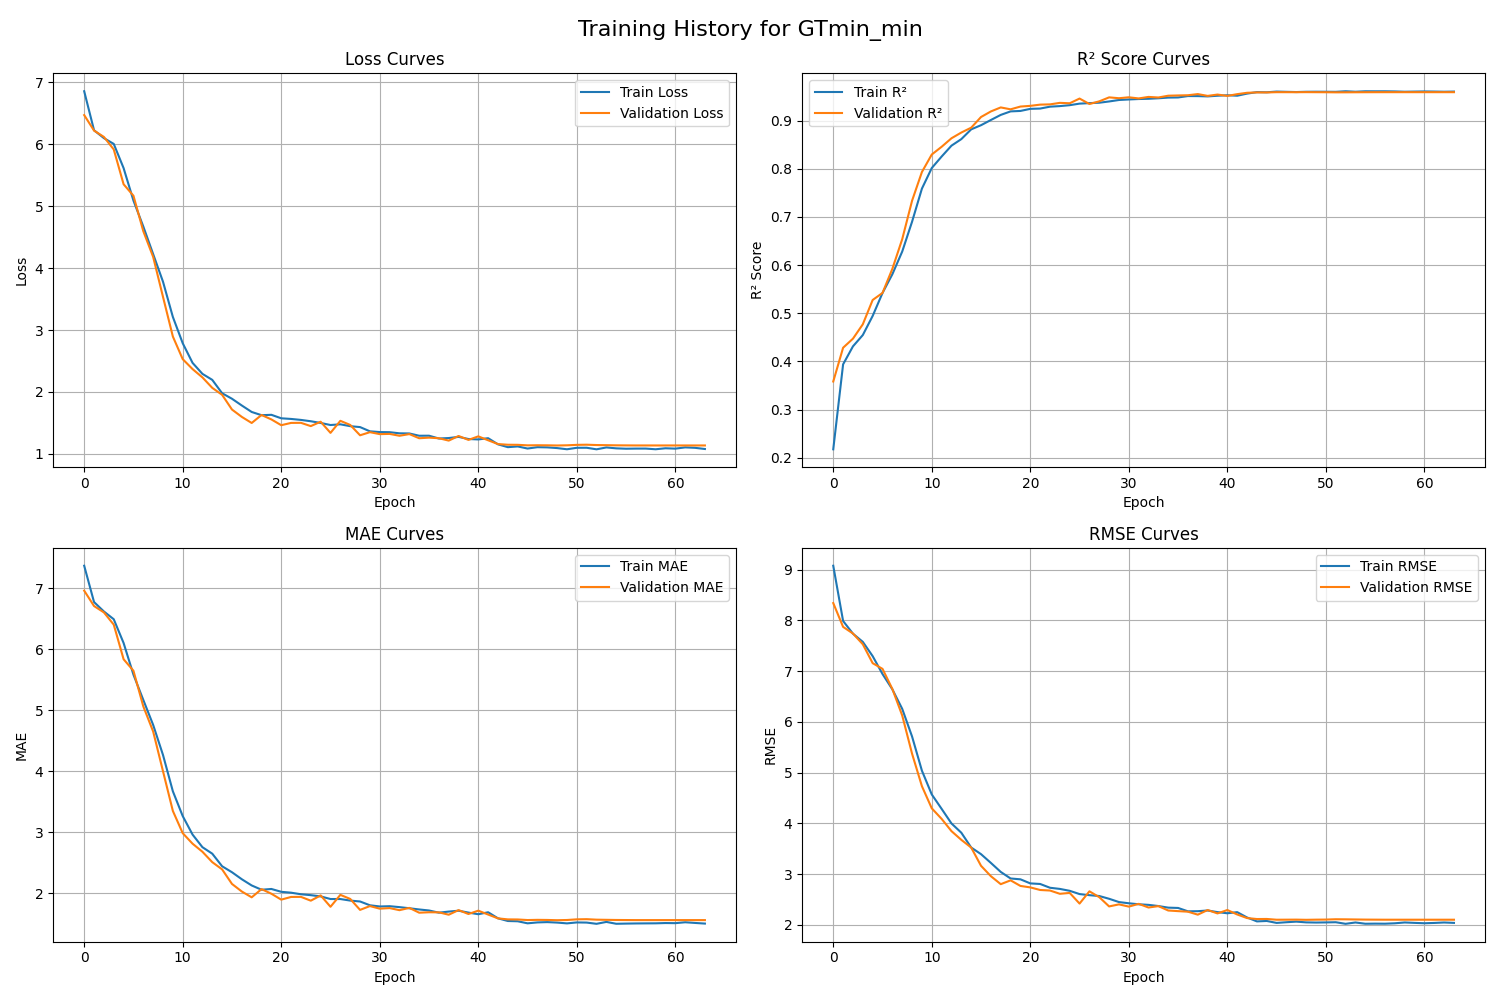 Training History for GTmin_min
Loss Curves
7
6
5
4
3
2
1
Loss
0 10 20 30 40 50 60
Epoch
Train Loss
Validation Loss
R² Score Curves
0.9
0.8
0.7
0.6
0.5
0.4
0.3
0.2
R² Score
0 10 20 30 40 50 60
Epoch
Train R²
Validation R²
MAE Curves
7
6
5
4
3
2
MAE
0 10 20 30 40 50 60
Epoch
Train MAE
Validation MAE
RMSE Curves
9
8
7
6
5
4
3
2
RMSE
0 10 20 30 40 50 60
Epoch
Train RMSE
Validation RMSE